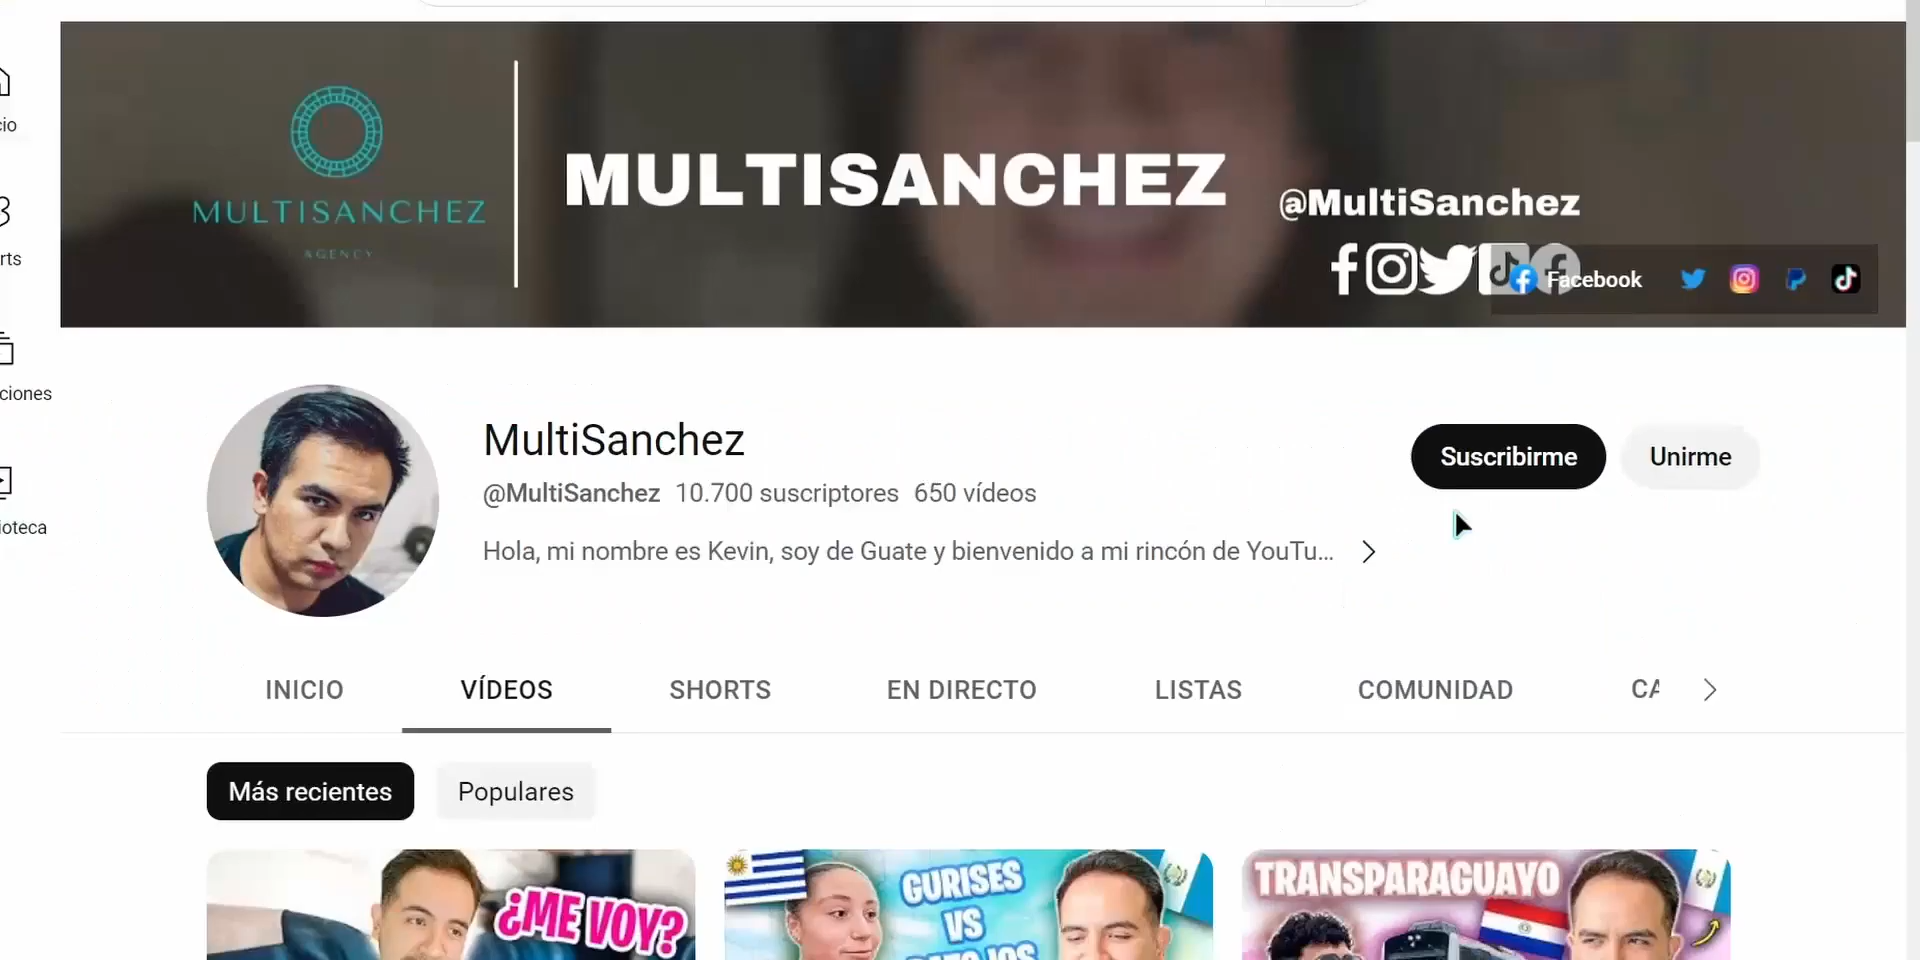 MULTISANCHEZ
AGENCY
MULTISANCHEZ
@MultiSanchez
Facebook
cio
rts
ciones
ioteca
MultiSanchez
@MultiSanchez 10.700 suscriptores 650 vídeos
Hola, mi nombre es Kevin, soy de Guate y bienvenido a mi rincón de YouTu...
Suscribirme
Unirme
INICIO
VÍDEOS
SHORTS
EN DIRECTO
LISTAS
COMUNIDAD
CA
Más recientes
Populares
¿ME VOY?
GURISES
VS
TRANSPARAGUAYO